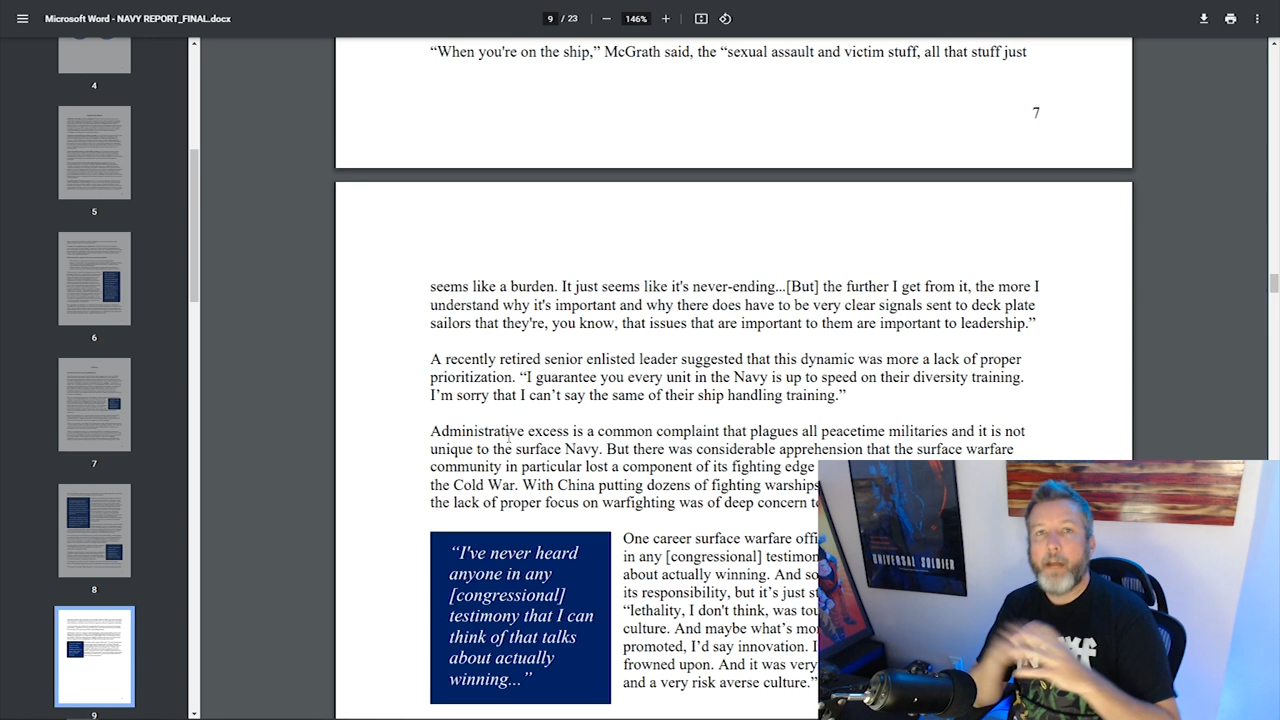 Microsoft Word - NAVY REPORT_FINAL.docx
9 / 23
146%
4
5
6
7
8
9
“When you're on the ship,” McGrath said, the “sexual assault and victim stuff, all that stuff just
7
seems like a burden. It just seems like it's never-ending...[But] the further I get from it, the more I
understand why it's important and why there does have to be very clear signals sent to deck plate
sailors that they're, you know, that issues that are important to them are important to leadership.”
A recently retired senior enlisted leader suggested that this dynamic was more a lack of proper
prioritization. “I guarantee you every unit in the Navy is up to speed on their diversity training.
I’m sorry that I can’t say the same of their ship handling training.”
Administrative excess is a common complaint that plagues all peacetime militaries and it is not
unique to the surface Navy. But there was considerable apprehension that the surface warfare
community in particular lost a component of its fighting edge
the Cold War. With China putting dozens of fighting warships
the lack of proper focus on warfighting was of deep concern
“I've never heard
anyone in any
[congressional]
testimony that I can
think of that talks
about actually
winning...”
One career surface warfare
in any [congressional]
about actually winning. And
its responsibility, but it’s just
“lethality, I don't think, was
culture. And maybe what’s
promoted, I’d say innovation.
frowned upon. And it was very
and a very risk averse culture.”
UNIVERSAL SOLDIER